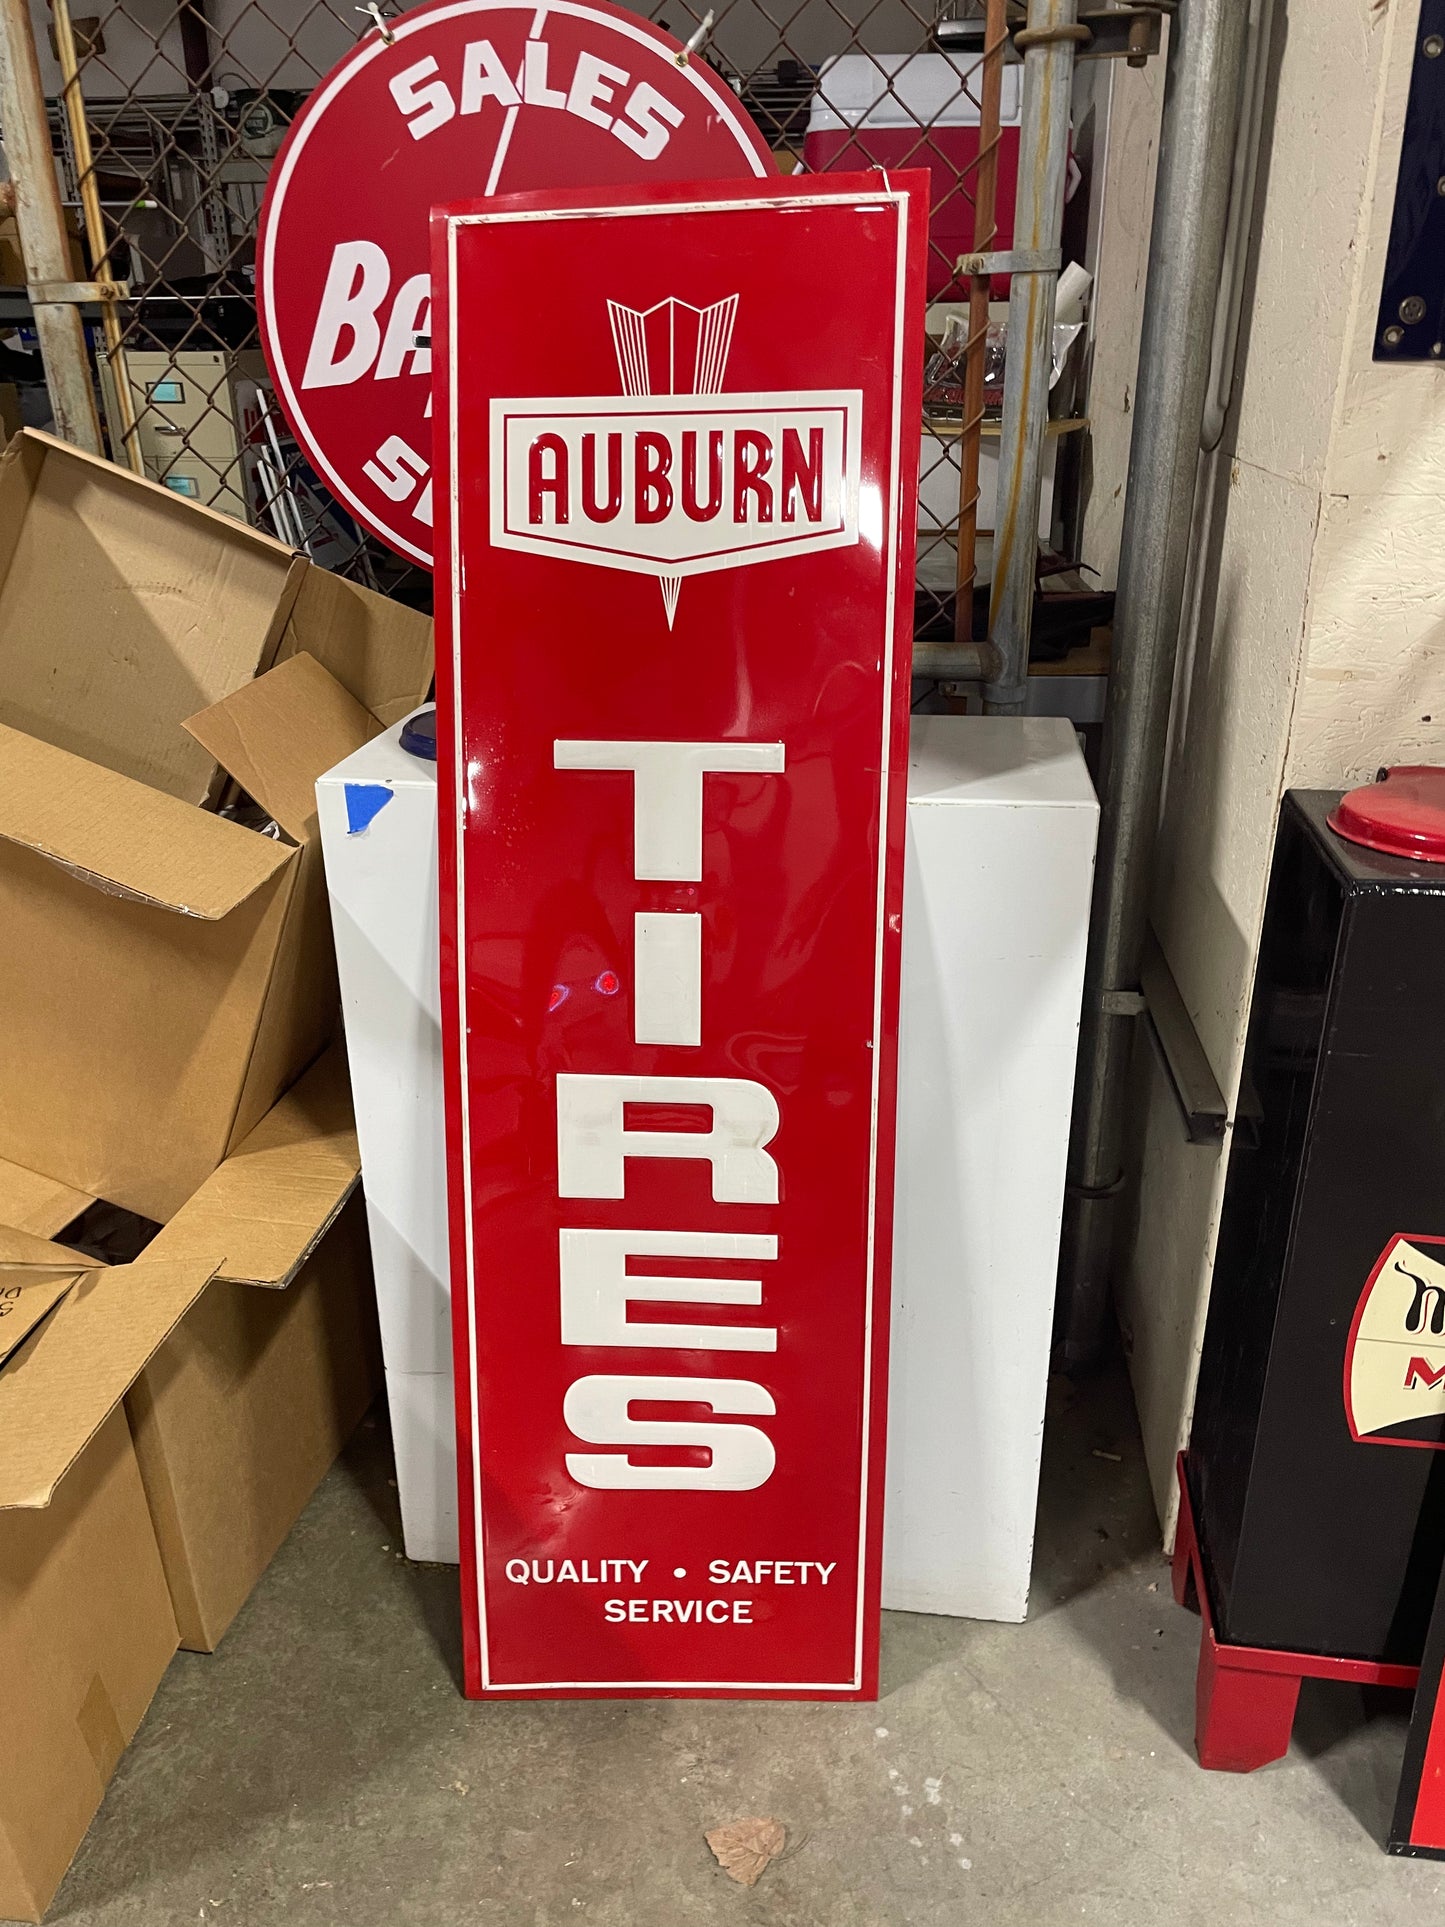 SALES
AUBURN
TIRES
QUALITY • SAFETY
SERVICE